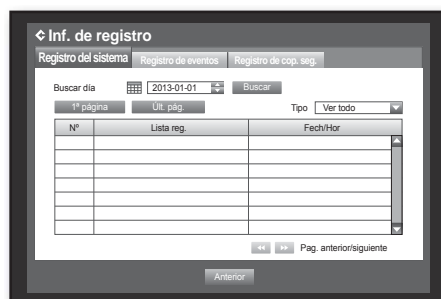 Inf. de registro
Registro del sistema Registro de eventos Registro de cop. seg.
Buscar día 2013-01-01 Buscar
1ª página Últ. pág. Tipo Ver todo
Nº Lista reg. Fech/Hor
Pag. anterior/siguiente
Anterior